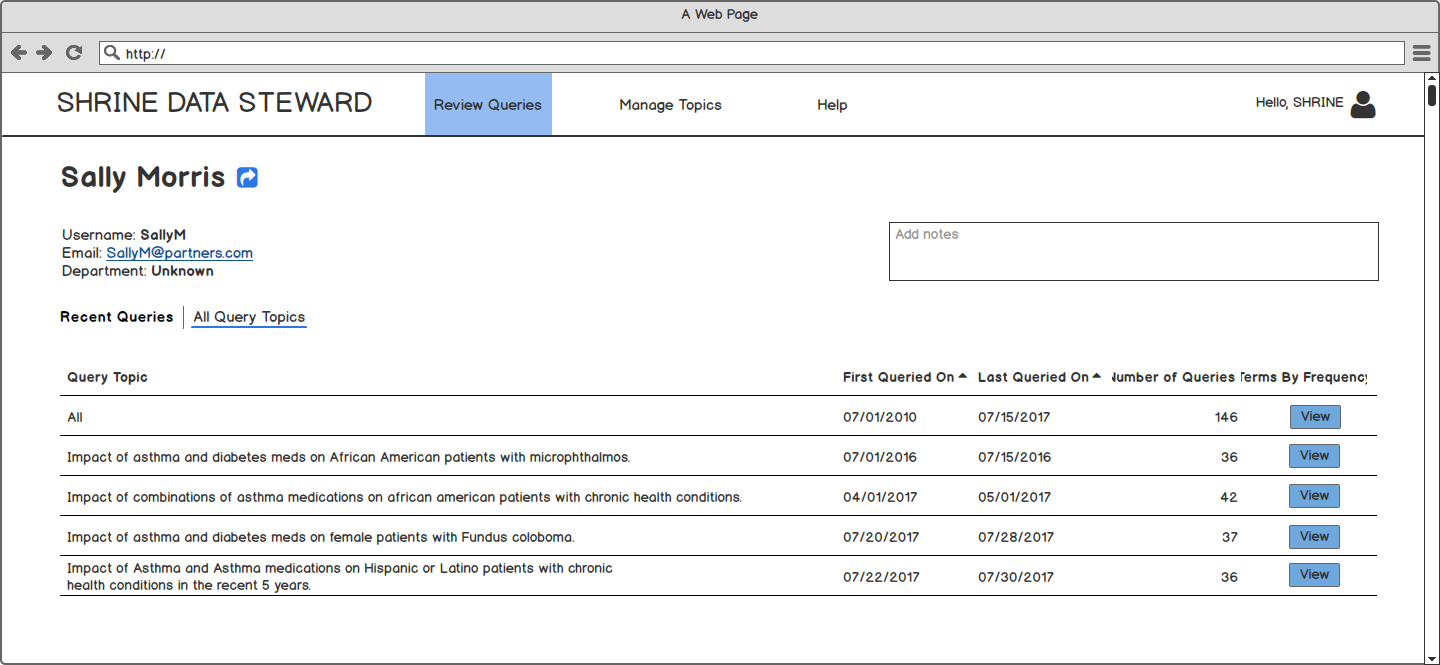 A Web Page
http://
SHRINE DATA STEWARD
Review Queries
Manage Topics
Help
Hello, SHRINE
Sally Morris
Username: SallyM
Email: SallyM@partners.com
Department: Unknown
Add notes
Recent Queries
All Query Topics
Query Topic First Queried On Last Queried On Number of Queries Terms By Frequency
All 07/01/2010 07/15/2017 146 View
Impact of asthma and diabetes meds on African American patients with microphthalmos. 07/01/2016 07/15/2016 36 View
Impact of combinations of asthma medications on african american patients with chronic health conditions. 04/01/2017 05/01/2017 42 View
Impact of asthma and diabetes meds on female patients with Fundus coloboma. 07/20/2017 07/28/2017 37 View
Impact of Asthma and Asthma medications on Hispanic or Latino patients with chronic
health conditions in the recent 5 years. 07/22/2017 07/30/2017 36 View